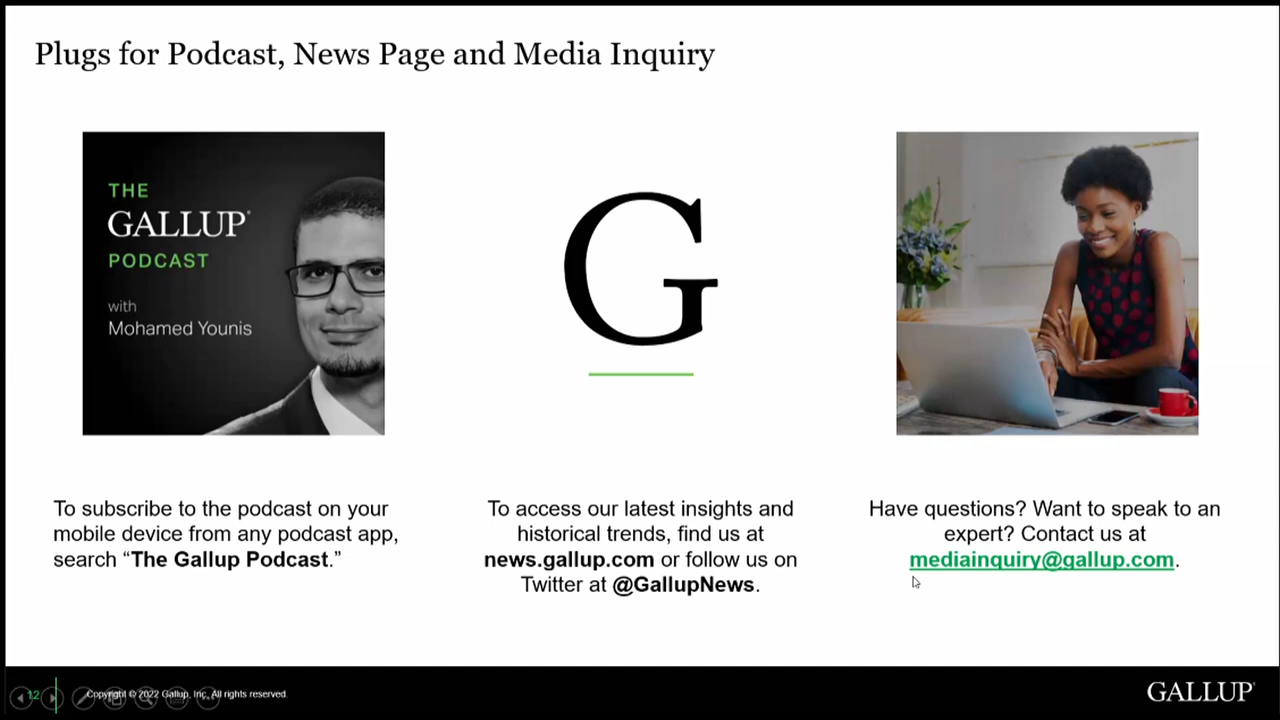 Plugs for Podcast, News Page and Media Inquiry
THE
GALLUP®
PODCAST
with
Mohamed Younis
G
To subscribe to the podcast on your
mobile device from any podcast app,
search “The Gallup Podcast.”
To access our latest insights and
historical trends, find us at
news.gallup.com or follow us on
Twitter at @GallupNews.
Have questions? Want to speak to an
expert? Contact us at
mediainquiry@gallup.com.
12
Copyright © 2022 Gallup, Inc. All rights reserved.
GALLUP®